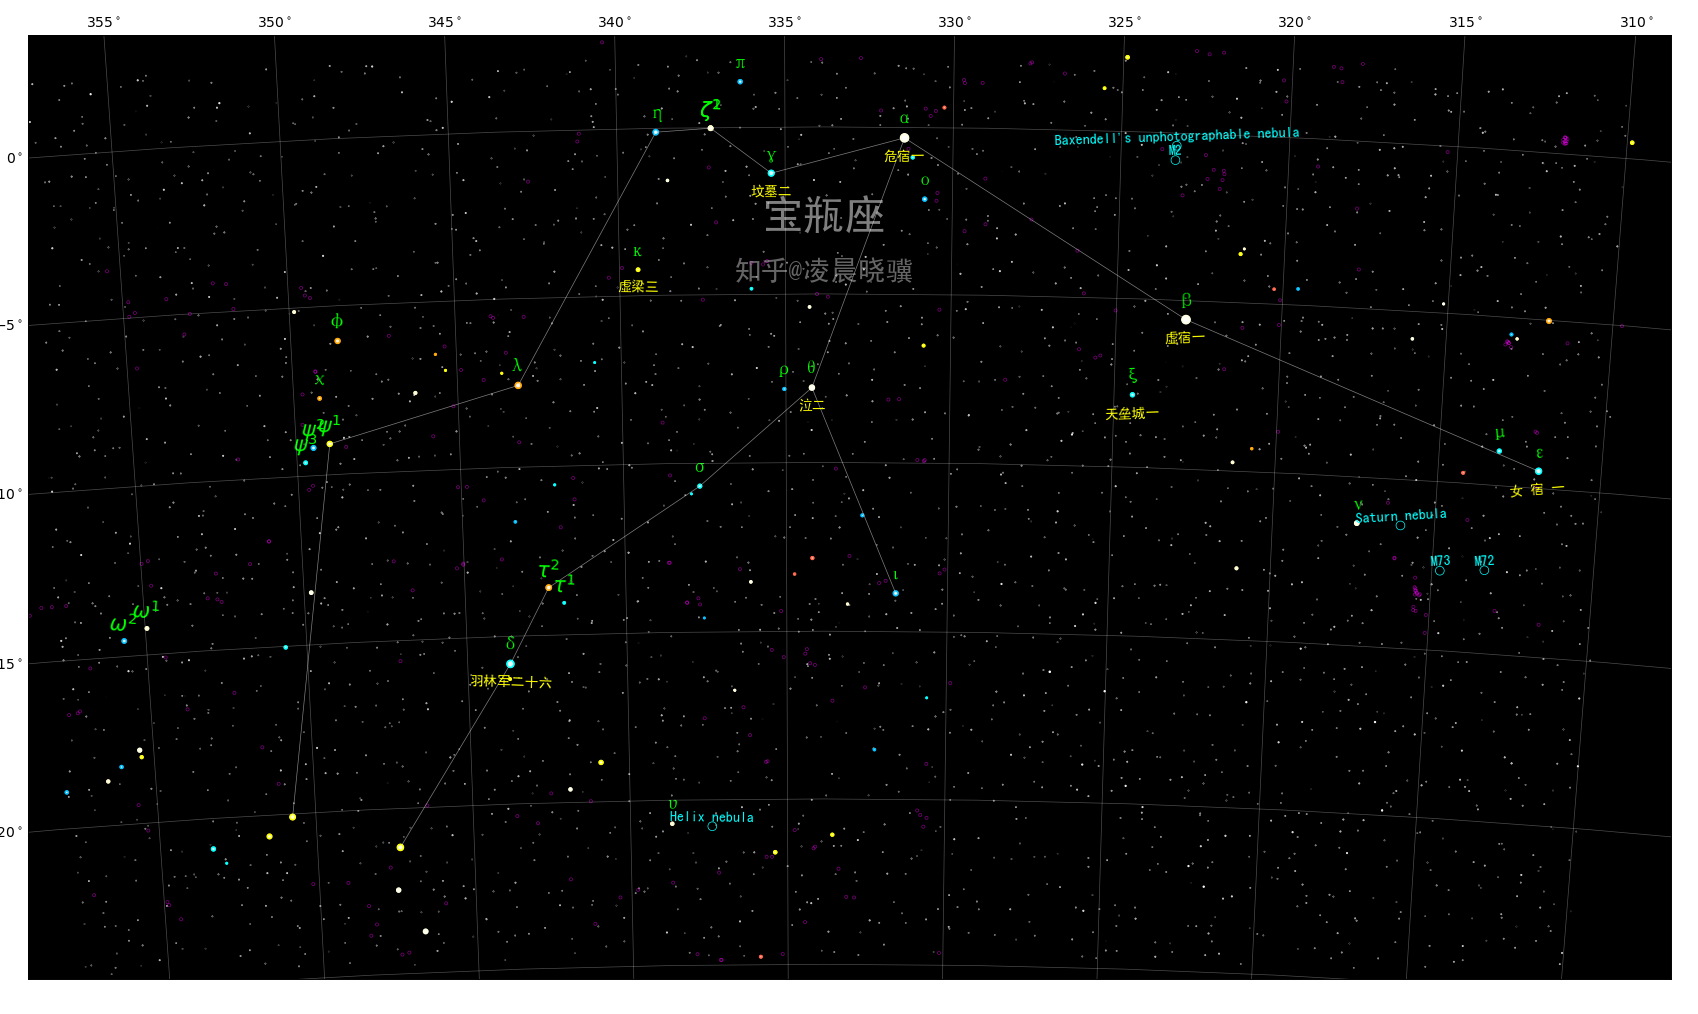 355° 350° 345° 340° 335° 330° 325° 320° 315° 310°
π
η ζ² α
Baxendell's unphotographable nebula
0° γ 危宿一 M2
坟墓二 ο
宝瓶座
κ 知乎@凌晨晓骥
虚梁三 β
-5° φ 虚宿一
χ λ ρ θ ξ
泣二 天垒城一
ψ² ψ¹ μ
ψ³ σ ε
10° 女宿一
ν Saturn nebula
τ² M73 M72
τ¹ ι
ω² ω¹
δ
15° 羽林军二十六
υ
Helix nebula
20°